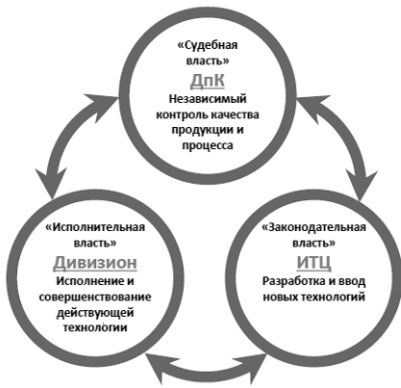 «Судебная
власть»
ДпК
Независимый
контроль качества
продукции и
процесса
«Исполнительная
власть»
Дивизион
Исполнение и
совершенствование
действующей
технологии
«Законодательная
власть»
ИТЦ
Разработка и ввод
новых технологий